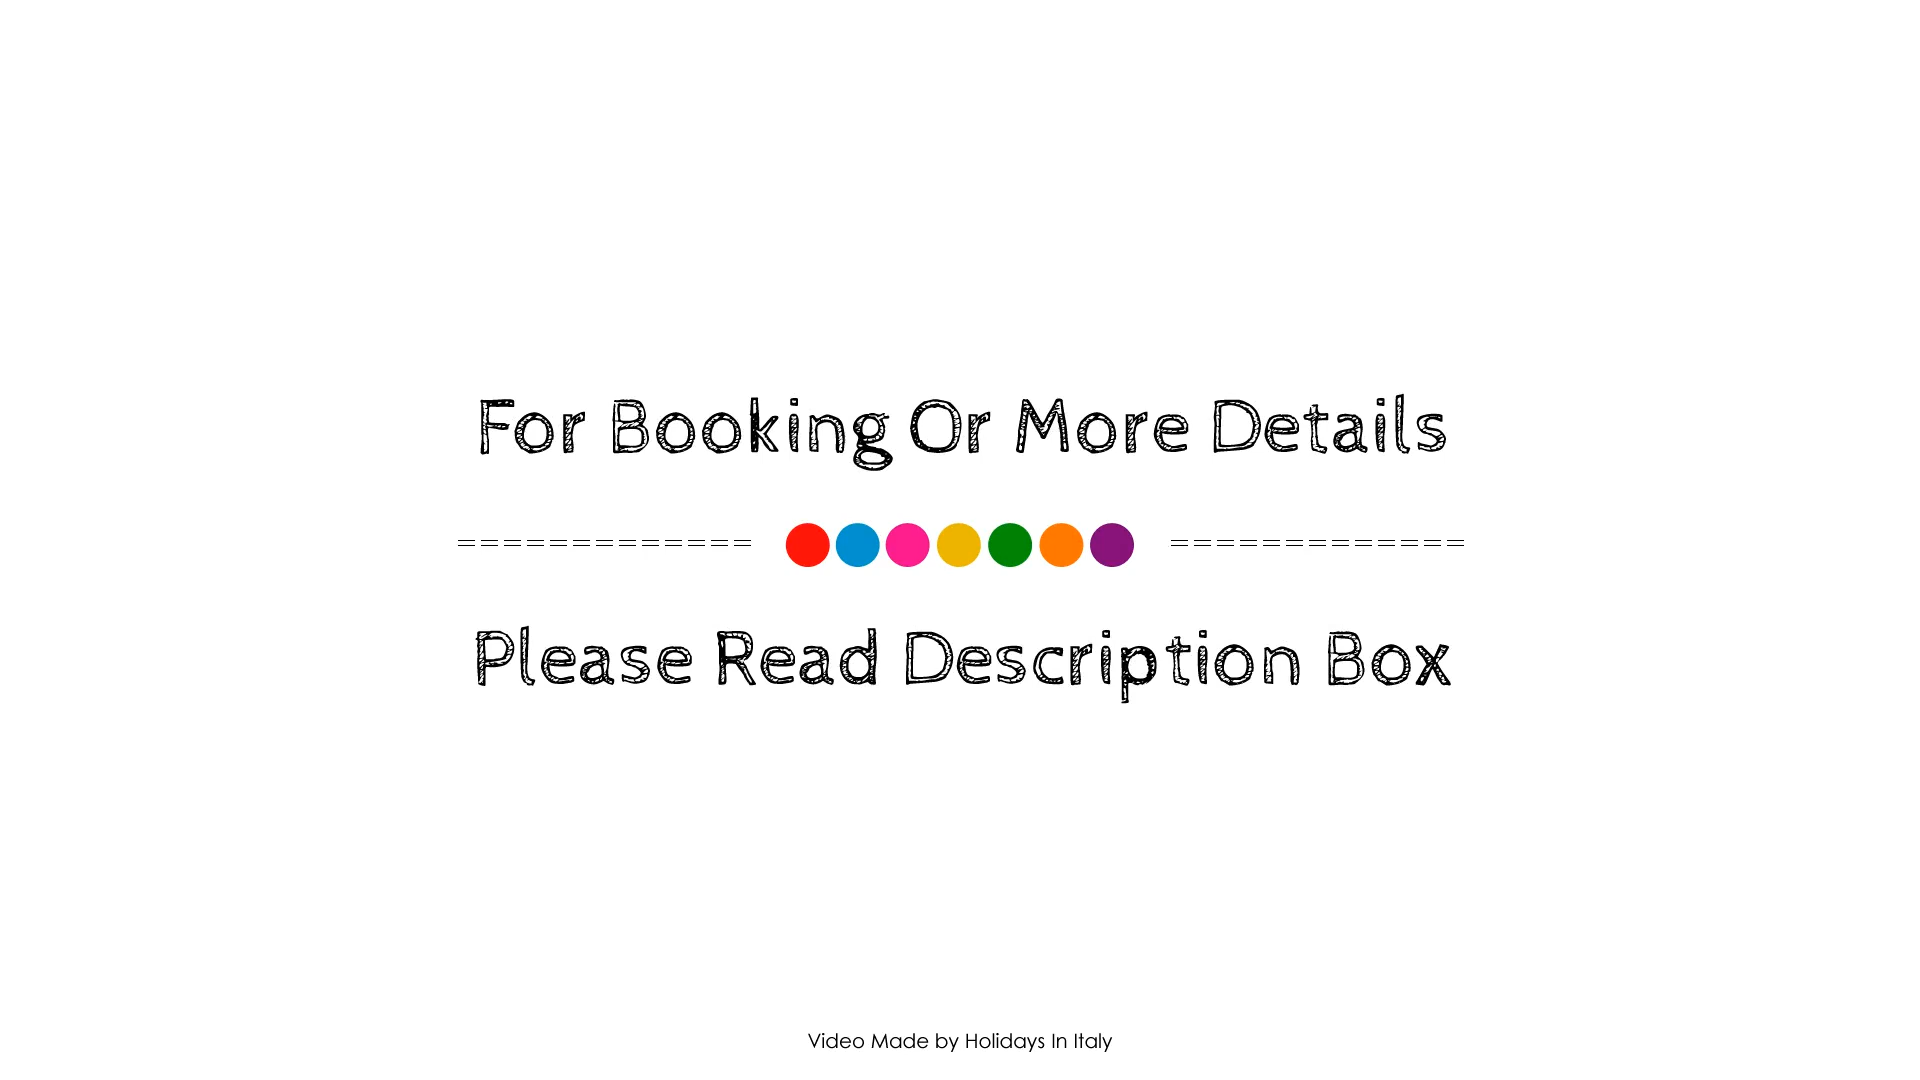 For Booking Or More Details
============= =============
Please Read Description Box
Video Made by Holidays In Italy